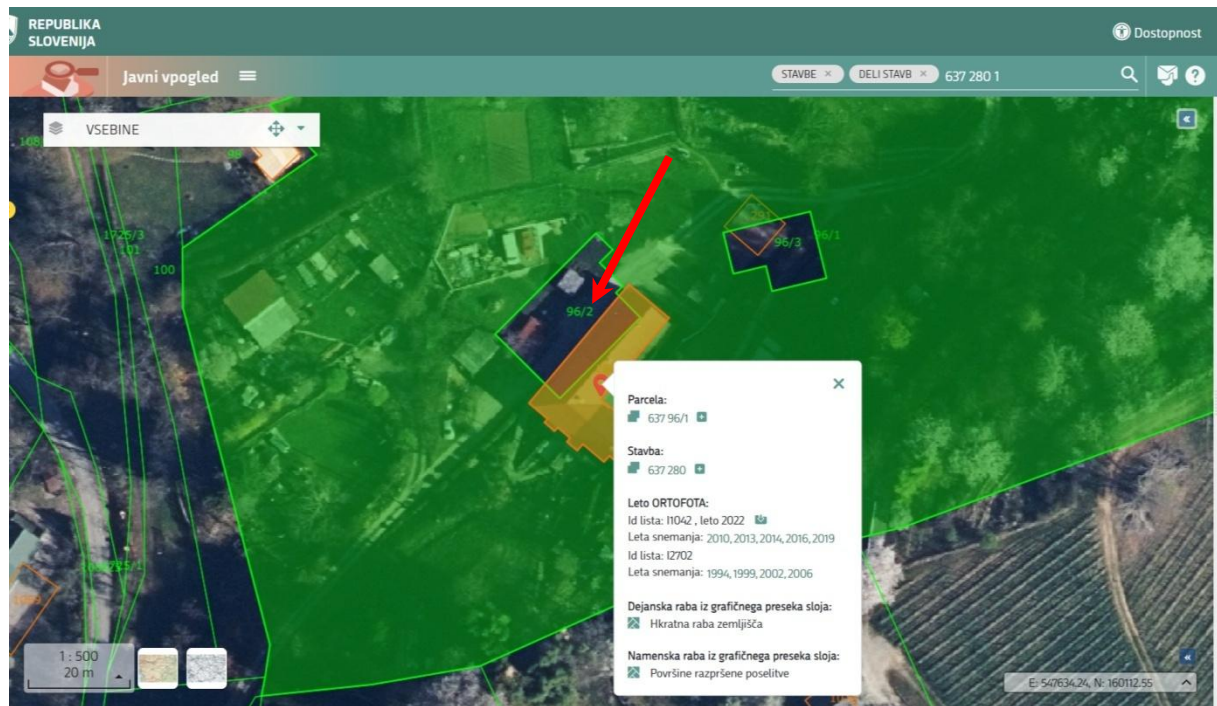 REPUBLIKA
SLOVENIJA
Dostopnost
Javni vpogled
STAVBE ×
DELI STAVB ×
637 280 1
VSEBINE
98
1725/3
101
100
96/2
96/3
96/1
Parcela:
637 96/1
Stavba:
637 280
Leto ORTOFOTA:
Id lista: I1042 , leto 2022
Leta snemanja: 2010, 2013, 2014, 2016, 2019
Id lista: I2702
Leta snemanja: 1994, 1999, 2002, 2006
Dejanska raba iz grafičnega preseka sloja:
Hkratna raba zemljišča
Namenska raba iz grafičnega preseka sloja:
Površine razpršene poselitve
1 : 500
20 m
E: 547634.24, N: 160112.55